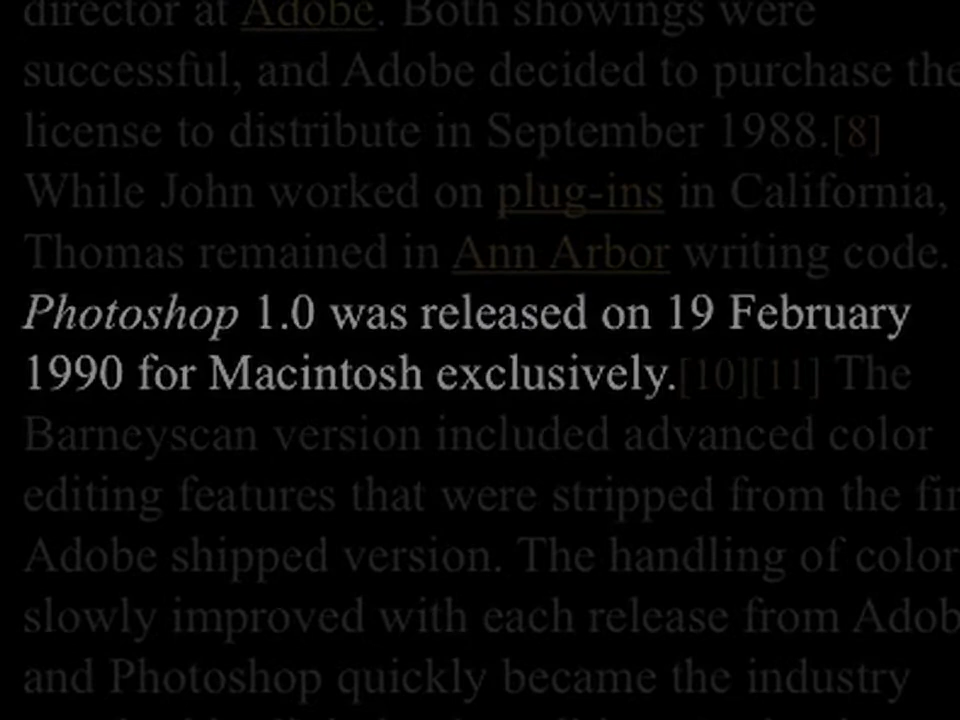 director at Adobe. Both showings were
successful, and Adobe decided to purchase the
license to distribute in September 1988.[8]
While John worked on plug-ins in California,
Thomas remained in Ann Arbor writing code.
Photoshop 1.0 was released on 19 February
1990 for Macintosh exclusively.[10][11] The
Barneyscan version included advanced color
editing features that were stripped from the
Adobe shipped version. The handling of color
slowly improved with each release from Adob
and Photoshop quickly became the industry